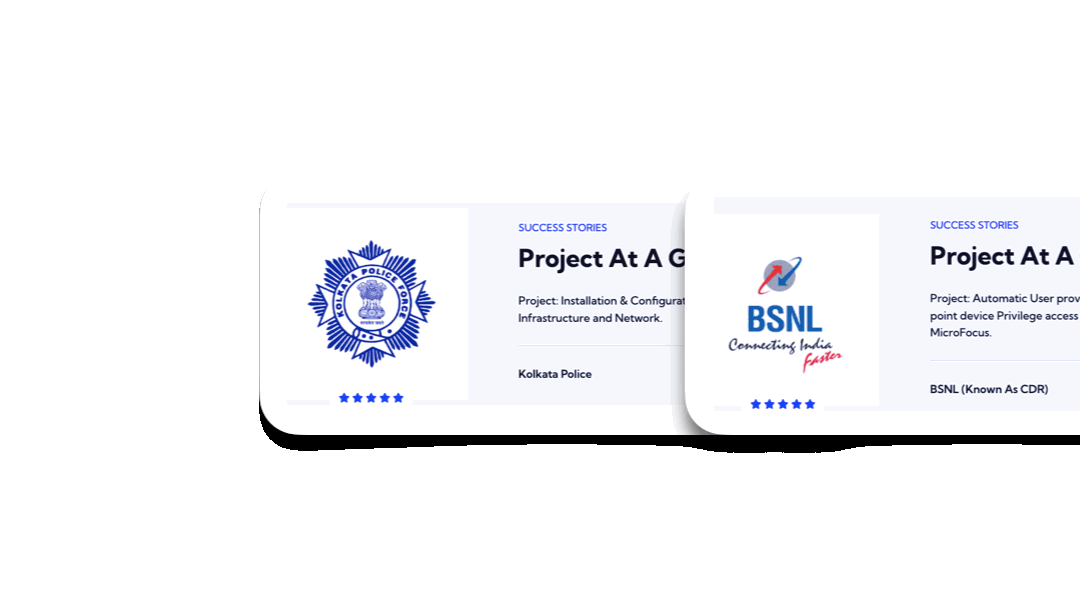 KOLKATA POLICE FORCE
SUCCESS STORIES
Project At A G
Project: Installation & Configurat
Infrastructure and Network.
Kolkata Police
BSNL
Connecting India
Faster
SUCCESS STORIES
Project At A
Project: Automatic User prov
point device Privilege access
MicroFocus.
BSNL (Known As CDR)